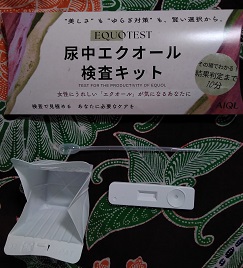 "美しさ"も"ゆらぎ対策"も、賢い選択から。
EQUOTEST
尿中エクオール
検査キット
TEST FOR THE PRODUCTIVITY OF EQUOL
女性にうれしい「エクオール」が気になるあなたに
検査で見極める、あなたに必要なケアを。
その場でわかる!
結果判定まで
10分